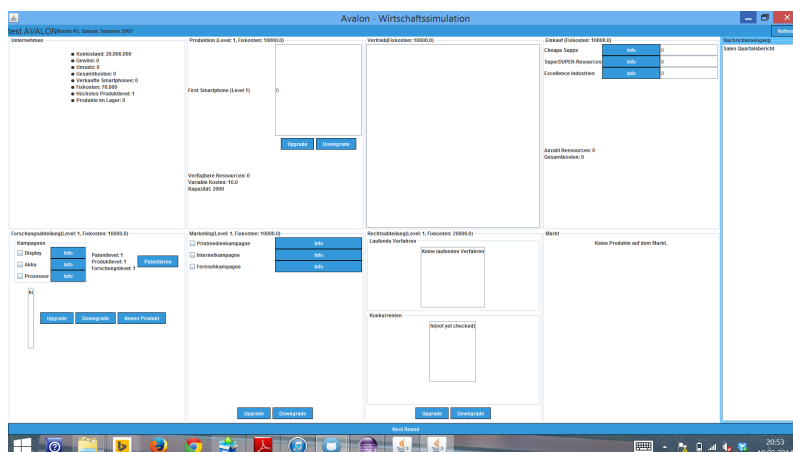 Avalon - Wirtschaftssimulation
test AVALON Runde #2, Saison: Sommer 2007
Refres
Unternehmen
Kontostand: 20.000.000
Gewinn: 0
Umsatz: 0
Gesamtkosten: 0
Verkaufte Smartphones: 0
Fixkosten: 70.000
Höchstes Produktlevel: 1
Produkte im Lager: 0
Produktion (Level: 1, Fixkosten: 10000.0)
First Smartphone (Level 1)
0
Upgrade
Downgrade
Verfügbare Ressourcen: 0
Variable Kosten: 10.0
Kapazität: 2000
Vertrieb(Fixkosten: 10000.0)
Einkauf (Fixkosten: 10000.0)
Cheapa Supps
Info
0
SuperDUPER-Resources
Info
0
Excellence Industries
Info
0
Anzahl Ressourcen: 0
Gesamtkosten: 0
Nachrichteneingang
Sales Quartalsbericht
Forschungsabteilung(Level: 1, Fixkosten: 10000.0)
Kampagnen
Display
Info
Akku
Info
Prozessor
Info
Patentlevel: 1
Produktlevel: 1
Forschungslevel: 1
Patentieren
Upgrade
Downgrade
Neues Produkt
Marketing(Level: 1, Fixkosten: 10000.0)
Printmedienkampagne
Info
Internetkampagne
Info
Fernsehkampagne
Info
Upgrade
Downgrade
Rechtsabteilung(Level: 1, Fixkosten: 20000.0)
Laufende Verfahren
Keine laufenden Verfahren
Konkurrenten
hi(not yet checked)
Upgrade
Downgrade
Markt
Keine Produkte auf dem Markt.
Next Round
20:53